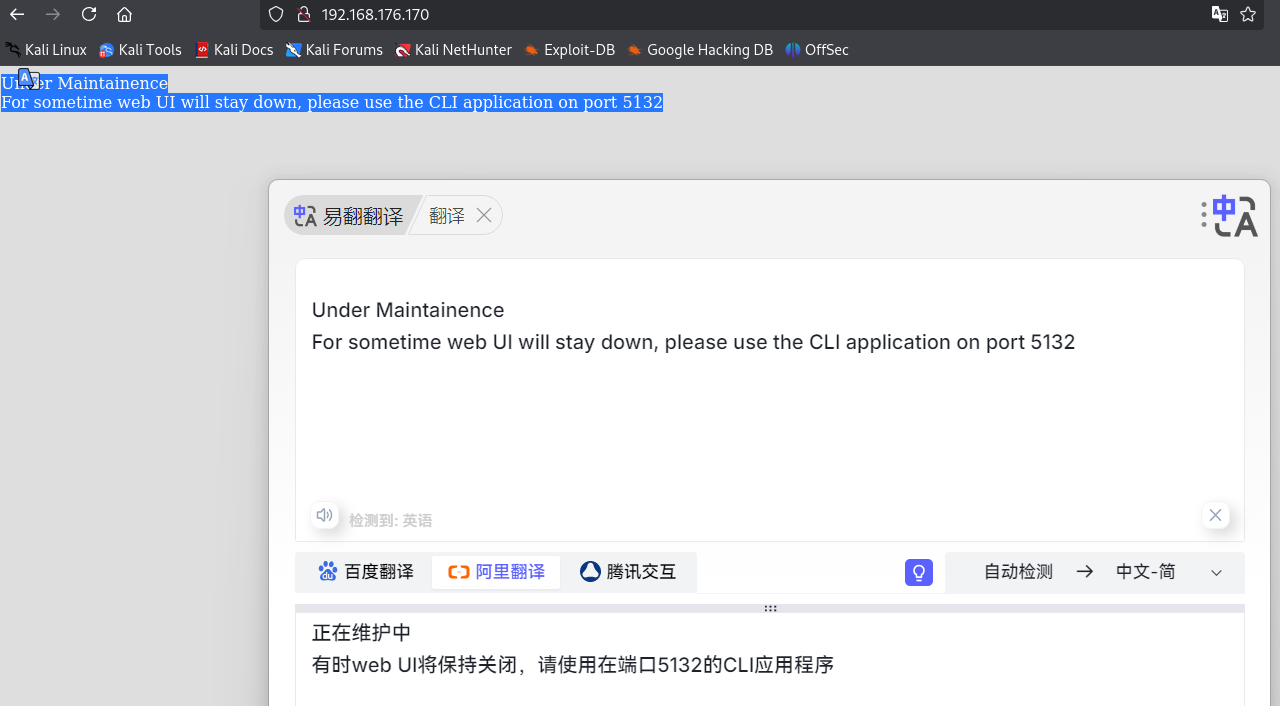 192.168.176.170
Kali Linux Kali Tools Kali Docs Kali Forums Kali NetHunter Exploit-DB Google Hacking DB OffSec
Under Maintainence
For sometime web UI will stay down, please use the CLI application on port 5132
易翻翻译 翻译
Under Maintainence
For sometime web UI will stay down, please use the CLI application on port 5132
检测到: 英语
百度翻译 阿里翻译 腾讯交互 自动检测 → 中文-简
正在维护中
有时web UI将保持关闭，请使用在端口5132的CLI应用程序